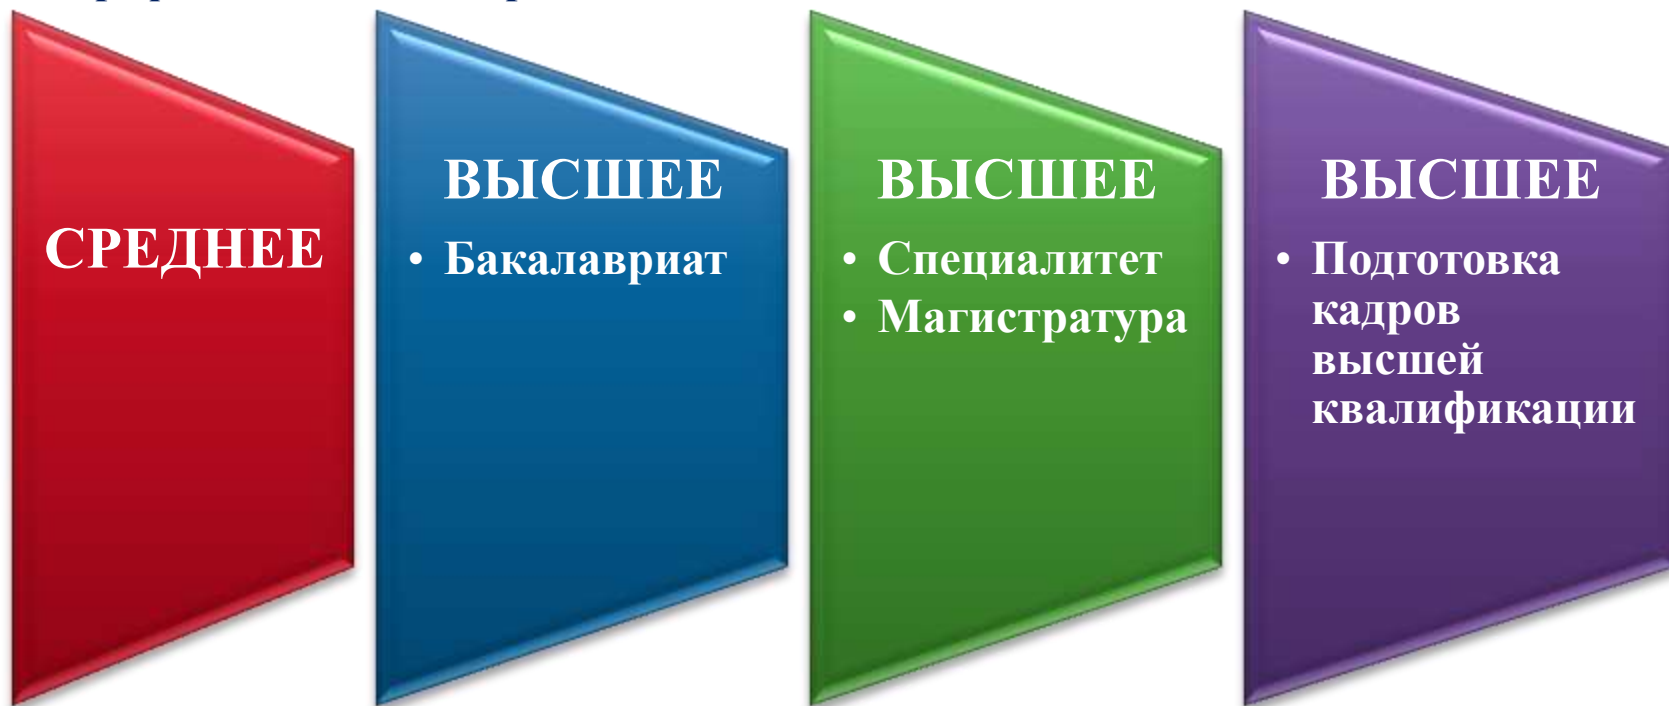 СРЕДНЕЕ
ВЫСШЕЕ
• Бакалавриат
ВЫСШЕЕ
• Специалитет
• Магистратура
ВЫСШЕЕ
• Подготовка
кадров
высшей
квалификации